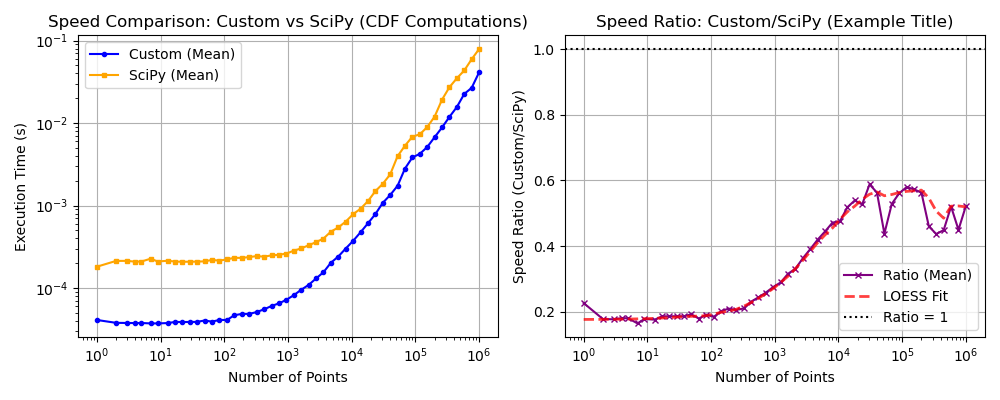 Speed Comparison: Custom vs SciPy (CDF Computations)
Custom (Mean)
SciPy (Mean)
Execution Time (s)
10⁻¹
10⁻²
10⁻³
10⁻⁴
10⁰ 10¹ 10² 10³ 10⁴ 10⁵ 10⁶
Number of Points
Speed Ratio: Custom/SciPy (Example Title)
Speed Ratio (Custom/SciPy)
1.0
0.8
0.6
0.4
0.2
Ratio (Mean)
LOESS Fit
Ratio = 1
10⁰ 10¹ 10² 10³ 10⁴ 10⁵ 10⁶
Number of Points